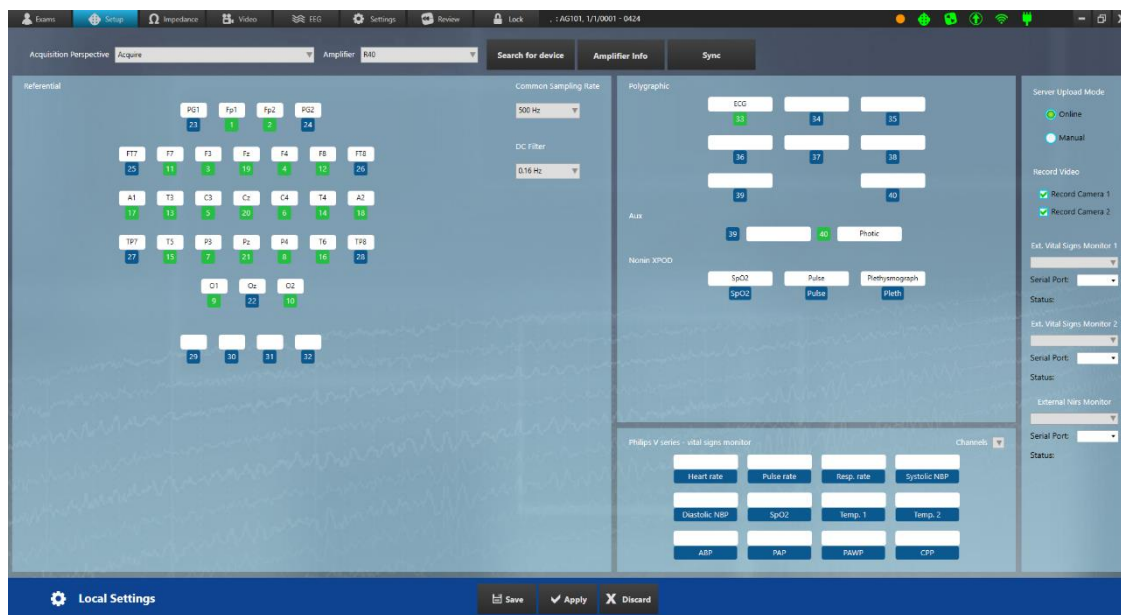 Exams Setup Impedance Video EEG Settings Review Lock , : AG101, 1/1/0001 - 0424
Acquisition Perspective Acquire Amplifier R40 Search for device Amplifier Info Sync
Referential
Common Sampling Rate
500 Hz
DC Filter
0.16 Hz
PG1 Fp1 Fp2 PG2
23 1 2 24
FT7 F7 F3 Fz F4 F8 FT8
25 11 3 19 4 12 26
A1 T3 C3 Cz C4 T4 A2
17 13 5 20 6 14 18
TP7 T5 P3 Pz P4 T6 TP8
27 15 7 21 8 16 28
O1 Oz O2
9 22 10
29 30 31 32
Polygraphic
ECG
33 34 35
36 37 38
39 40
Aux
39 40 Photic
Nonin XPOD
SpO2 Pulse Plethysmograph
SpO2 Pulse Pleth
Philips V series - vital signs monitor Channels
Heart rate Pulse rate Resp. rate Systolic NBP
Diastolic NBP SpO2 Temp. 1 Temp. 2
ABP PAP PAWP CPP
Server Upload Mode
Online
Manual
Record Video
Record Camera 1
Record Camera 2
Ext. Vital Signs Monitor 1
Serial Port:
Status:
Ext. Vital Signs Monitor 2
Serial Port:
Status:
External Nirs Monitor
Serial Port:
Status:
Local Settings Save Apply Discard